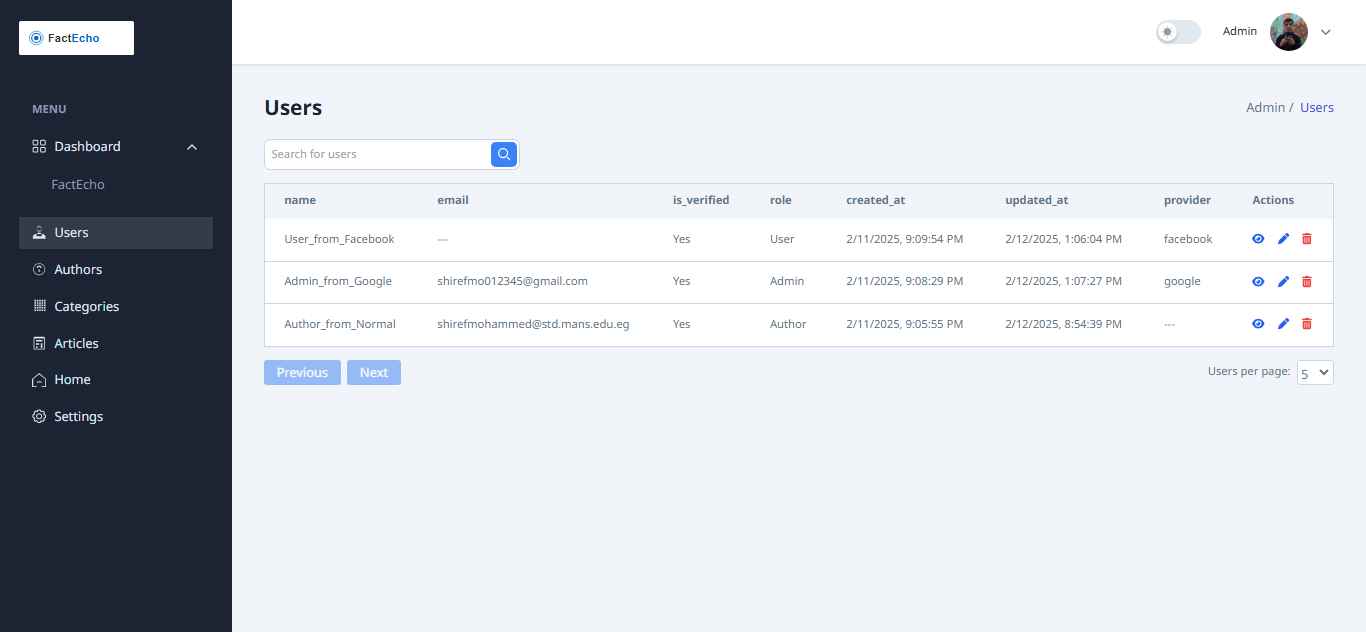 FactEcho
Admin
MENU
Dashboard
FactEcho
Users
Authors
Categories
Articles
Home
Settings
Users
Admin / Users
Search for users
name email is_verified role created_at updated_at provider Actions
User_from_Facebook --- Yes User 2/11/2025, 9:09:54 PM 2/12/2025, 1:06:04 PM facebook
Admin_from_Google shirefmo012345@gmail.com Yes Admin 2/11/2025, 9:08:29 PM 2/12/2025, 1:07:27 PM google
Author_from_Normal shirefmohammed@std.mans.edu.eg Yes Author 2/11/2025, 9:05:55 PM 2/12/2025, 8:54:39 PM ---
Previous Next
Users per page: 5